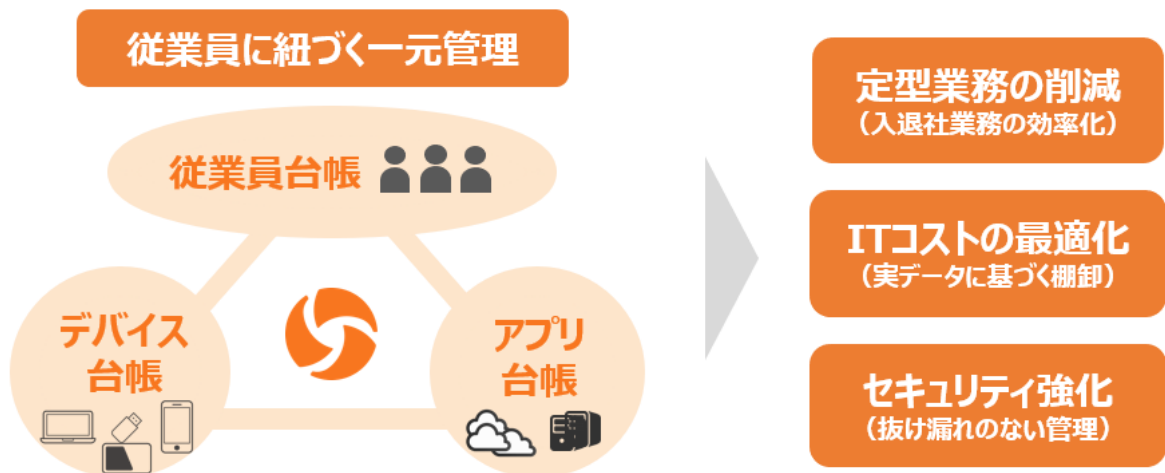 従業員に紐づく一元管理
従業員台帳
デバイス
台帳
アプリ
台帳
定型業務の削減
（入退社業務の効率化）
ITコストの最適化
（実データに基づく棚卸）
セキュリティ強化
（抜け漏れのない管理）